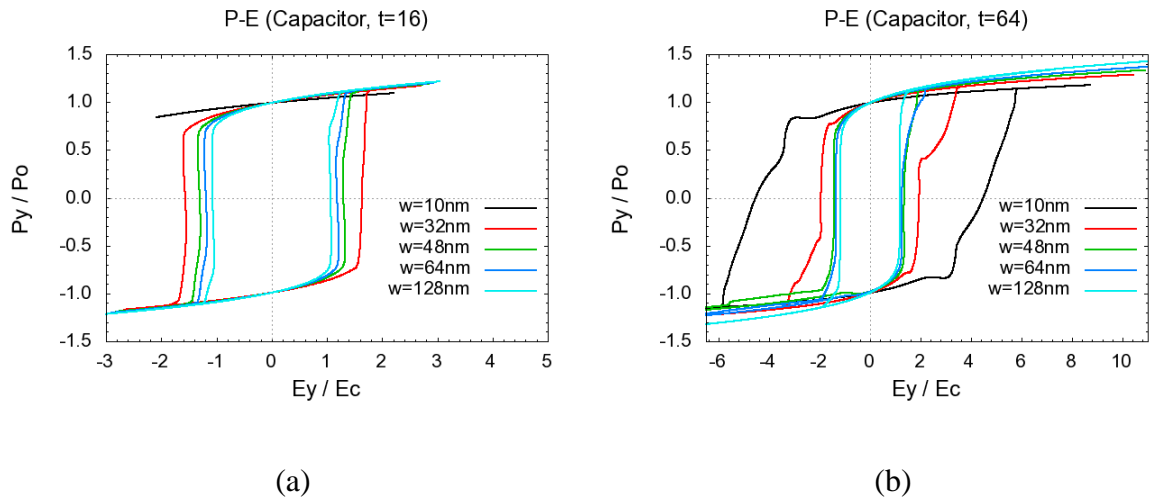 P-E (Capacitor, t=16)
1.5
1.0
0.5
0.0
-0.5
-1.0
-1.5
Py / Po
w=10nm
w=32nm
w=48nm
w=64nm
w=128nm
-3 -2 -1 0 1 2 3 4 5
Ey / Ec
(a)
P-E (Capacitor, t=64)
1.5
1.0
0.5
0.0
-0.5
-1.0
-1.5
Py / Po
w=10nm
w=32nm
w=48nm
w=64nm
w=128nm
-6 -4 -2 0 2 4 6 8 10
Ey / Ec
(b)